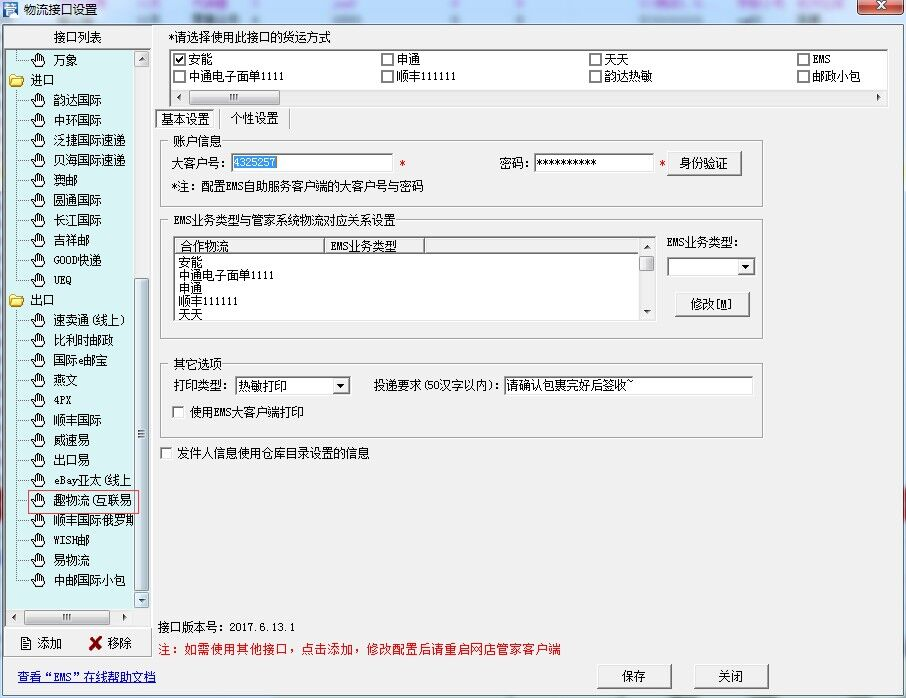 物流接口设置
接口列表
万象
进口
韵达国际
中环国际
泛捷国际速递
贝海国际速递
澳邮
圆通国际
长江国际
吉祥邮
GOOD快递
UEQ
出口
速卖通(线上)
比利时邮政
国际e邮宝
燕文
4PX
顺丰国际
威速易
出口易
eBay亚太(线上
趣物流(互联易
顺丰国际俄罗斯
WISH邮
易物流
中邮国际小包
添加 移除
查看“EMS”在线帮助文档
*请选择使用此接口的货运方式
安能 申通 天天 EMS
中通电子面单1111 顺丰111111 韵达热敏 邮政小包
基本设置 个性设置
账户信息
大客户号: 4325257 * 密码: ********** * 身份验证
*注: 配置EMS自助服务客户端的大客户号与密码
EMS业务类型与管家系统物流对应关系设置
合作物流 EMS业务类型
安能
中通电子面单1111
申通
顺丰111111
天天
EMS业务类型:
修改[M]
其它选项
打印类型: 热敏打印 投递要求(50汉字以内): 请确认包裹完好后签收~
使用EMS大客户端打印
发件人信息使用仓库目录设置的信息
接口版本号: 2017.6.13.1
注: 如需使用其他接口, 点击添加, 修改配置后请重启网店管家客户端
保存 关闭